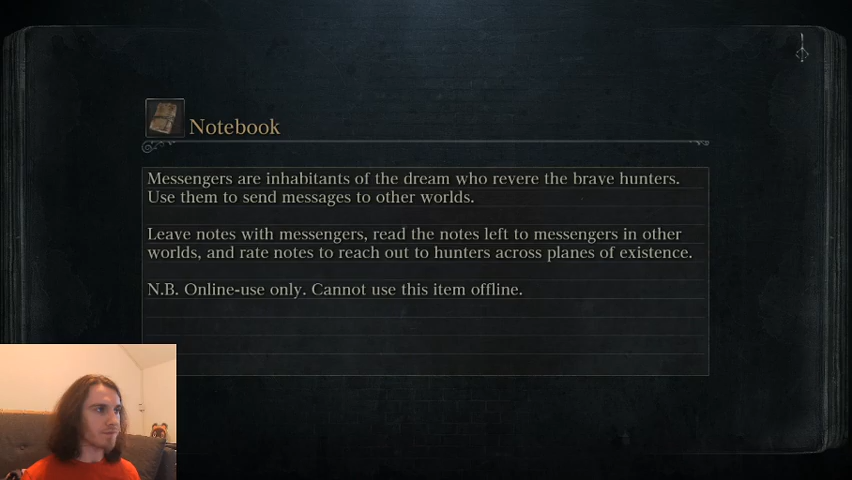 Notebook
Messengers are inhabitants of the dream who revere the brave hunters.
Use them to send messages to other worlds.
Leave notes with messengers, read the notes left to messengers in other
worlds, and rate notes to reach out to hunters across planes of existence.
N.B. Online-use only. Cannot use this item offline.